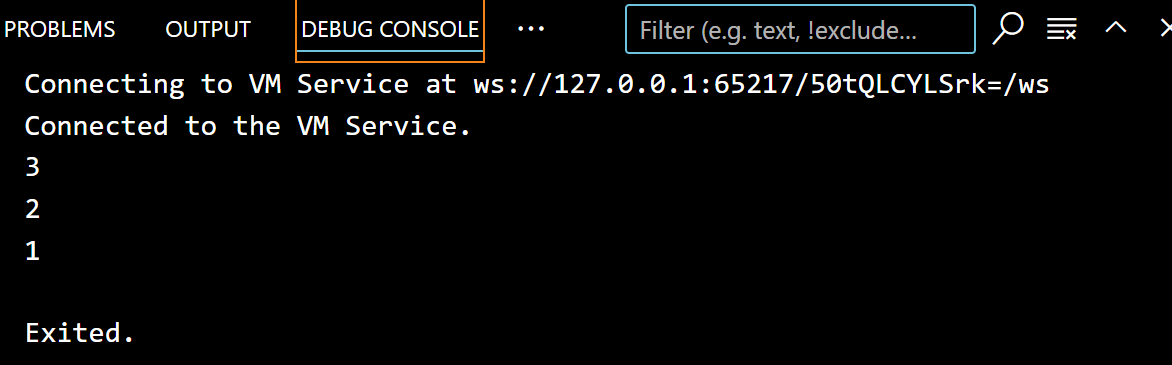 PROBLEMS OUTPUT DEBUG CONSOLE ... Filter (e.g. text, !exclude...
Connecting to VM Service at ws://127.0.0.1:65217/50tQLCYLSrk=/ws
Connected to the VM Service.
3
2
1
Exited.